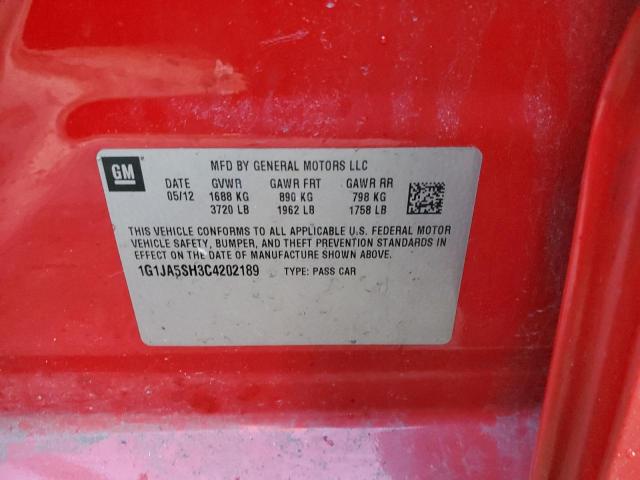 GM
MFD BY GENERAL MOTORS LLC
DATE GVWR GAWR FRT GAWR RR
05/12 1688 KG 890 KG 798 KG
3720 LB 1962 LB 1758 LB
THIS VEHICLE CONFORMS TO ALL APPLICABLE U.S. FEDERAL MOTOR
VEHICLE SAFETY, BUMPER, AND THEFT PREVENTION STANDARDS IN
EFFECT ON THE DATE OF MANUFACTURE SHOWN ABOVE.
1G1JA5SH3C4202189 TYPE: PASS CAR